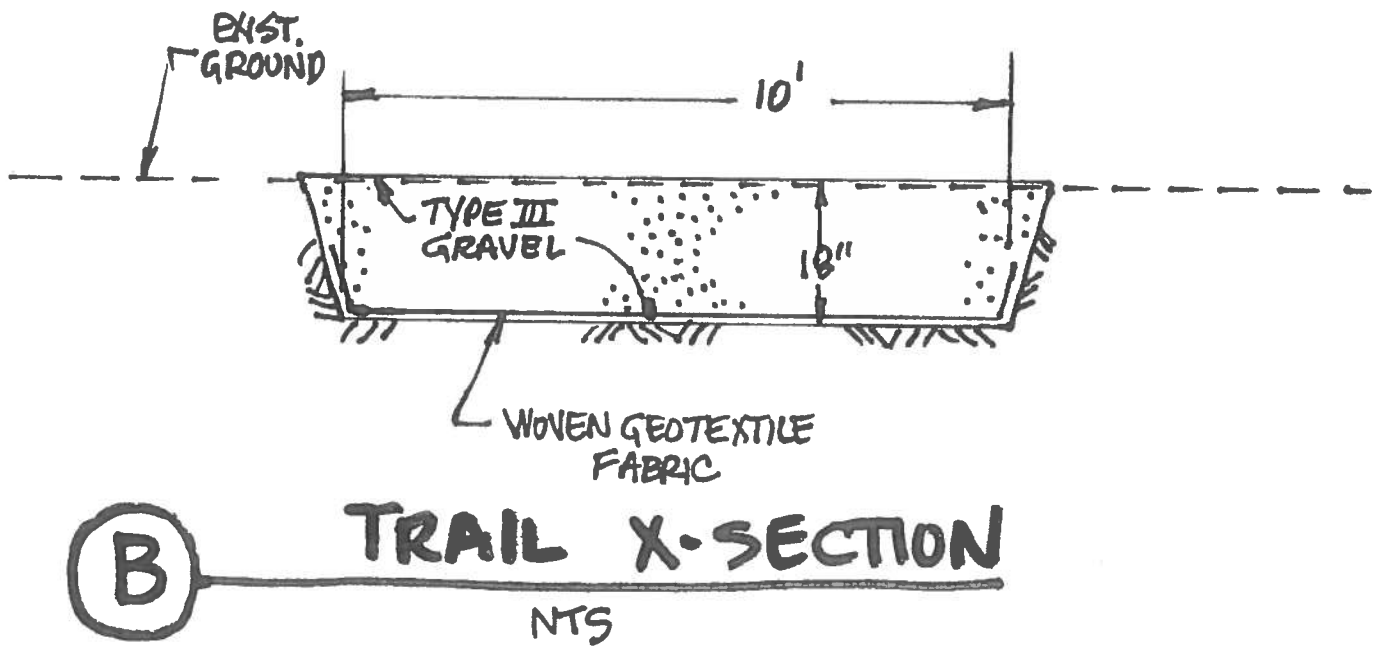 EXIST.
GROUND
10'
TYPE III
GRAVEL
18"
WOVEN GEOTEXTILE
FABRIC
B
TRAIL X-SECTION
NTS